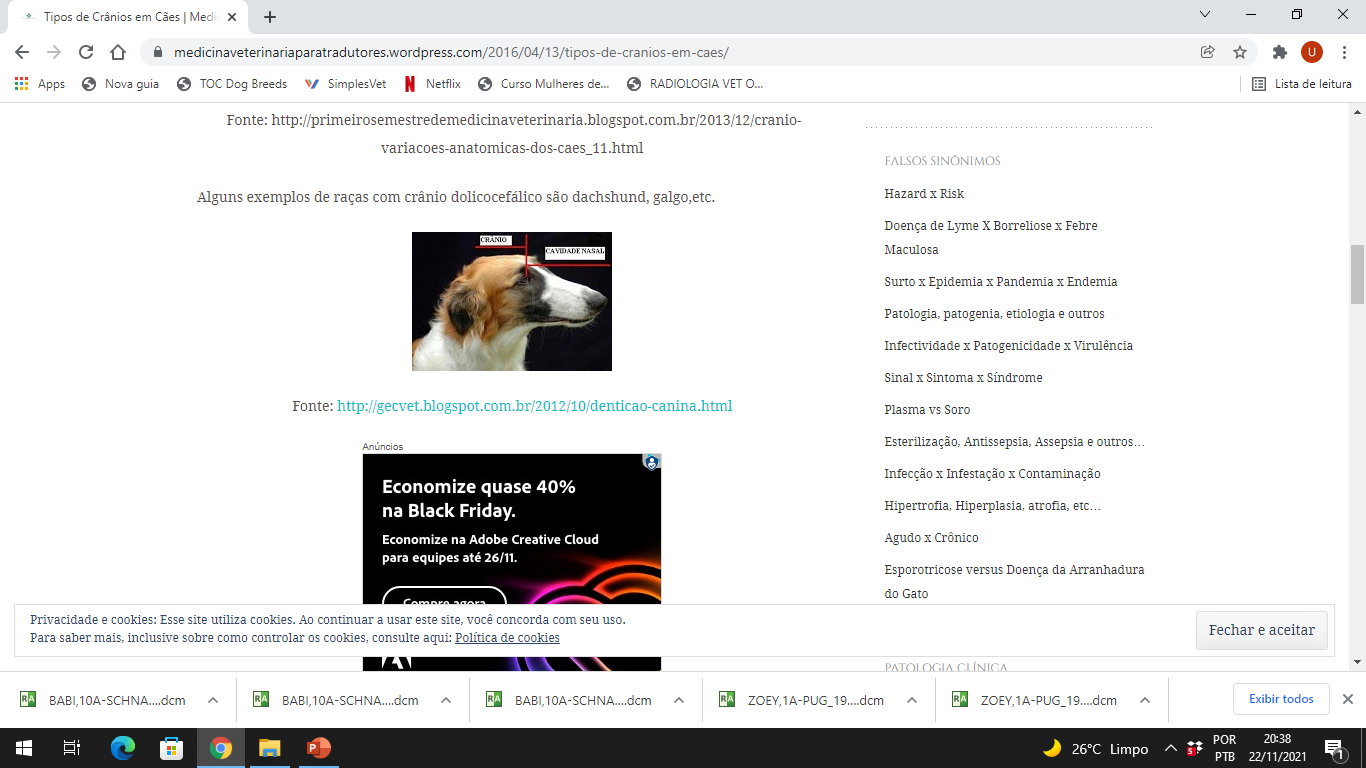 Tipos de Crânios em Cães | Medi
medicinaveterinariaparatradutores.wordpress.com/2016/04/13/tipos-de-cranios-em-caes/
U
Apps
Nova guia
TOC Dog Breeds
SimplesVet
Netflix
Curso Mulheres de...
RADIOLOGIA VET O...
Lista de leitura
Fonte: http://primeirosemestredemedicinaveterinaria.blogspot.com.br/2013/12/cranio-
variacoes-anatomicas-dos-caes_11.html
Alguns exemplos de raças com crânio dolicocefálico são dachshund, galgo,etc.
CRÂNIO
CAVIDADE NASAL
Fonte: http://gecvet.blogspot.com.br/2012/10/denticao-canina.html
Anúncios
Economize quase 40%
na Black Friday.
Economize na Adobe Creative Cloud
para equipes até 26/11.
Compre agora
FALSOS SINÔNIMOS
Hazard x Risk
Doença de Lyme X Borreliose x Febre
Maculosa
Surto x Epidemia x Pandemia x Endemia
Patologia, patogenia, etiologia e outros
Infectividade x Patogenicidade x Virulência
Sinal x Sintoma x Síndrome
Plasma vs Soro
Esterilização, Antissepsia, Assepsia e outros…
Infecção x Infestação x Contaminação
Hipertrofia, Hiperplasia, atrofia, etc…
Agudo x Crônico
Esporotricose versus Doença da Arranhadura
do Gato
PATOLOGIA CLÍNICA
Privacidade e cookies: Esse site utiliza cookies. Ao continuar a usar este site, você concorda com seu uso.
Para saber mais, inclusive sobre como controlar os cookies, consulte aqui: Política de cookies
Fechar e aceitar
BABI,10A-SCHNA....dcm
BABI,10A-SCHNA....dcm
BABI,10A-SCHNA....dcm
ZOEY,1A-PUG_19....dcm
ZOEY,1A-PUG_19....dcm
Exibir todos
26°C Limpo
POR
PTB
20:38
22/11/2021
1